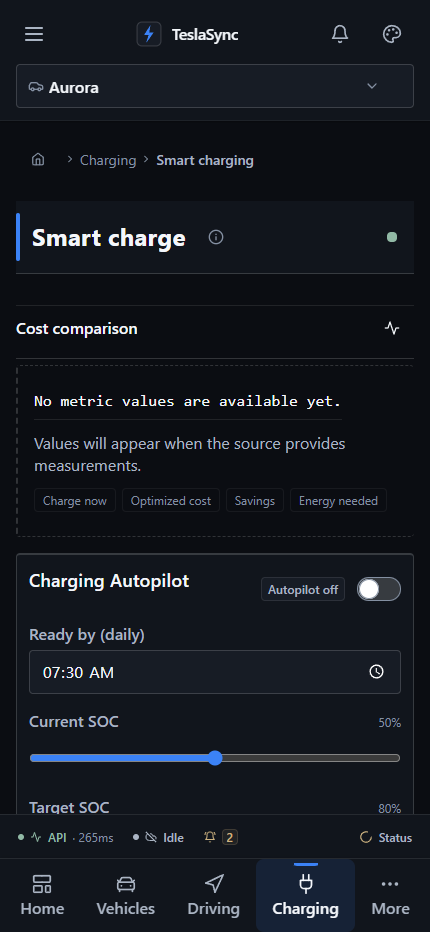 TeslaSync
Aurora
Charging
Smart charging
Smart charge
Cost comparison
No metric values are available yet.
Values will appear when the source provides
measurements.
Charge now
Optimized cost
Savings
Energy needed
Charging Autopilot
Autopilot off
Ready by (daily)
07:30 AM
Current SOC
50%
Target SOC
80%
API · 265ms
Idle
2
Status
Home
Vehicles
Driving
Charging
More